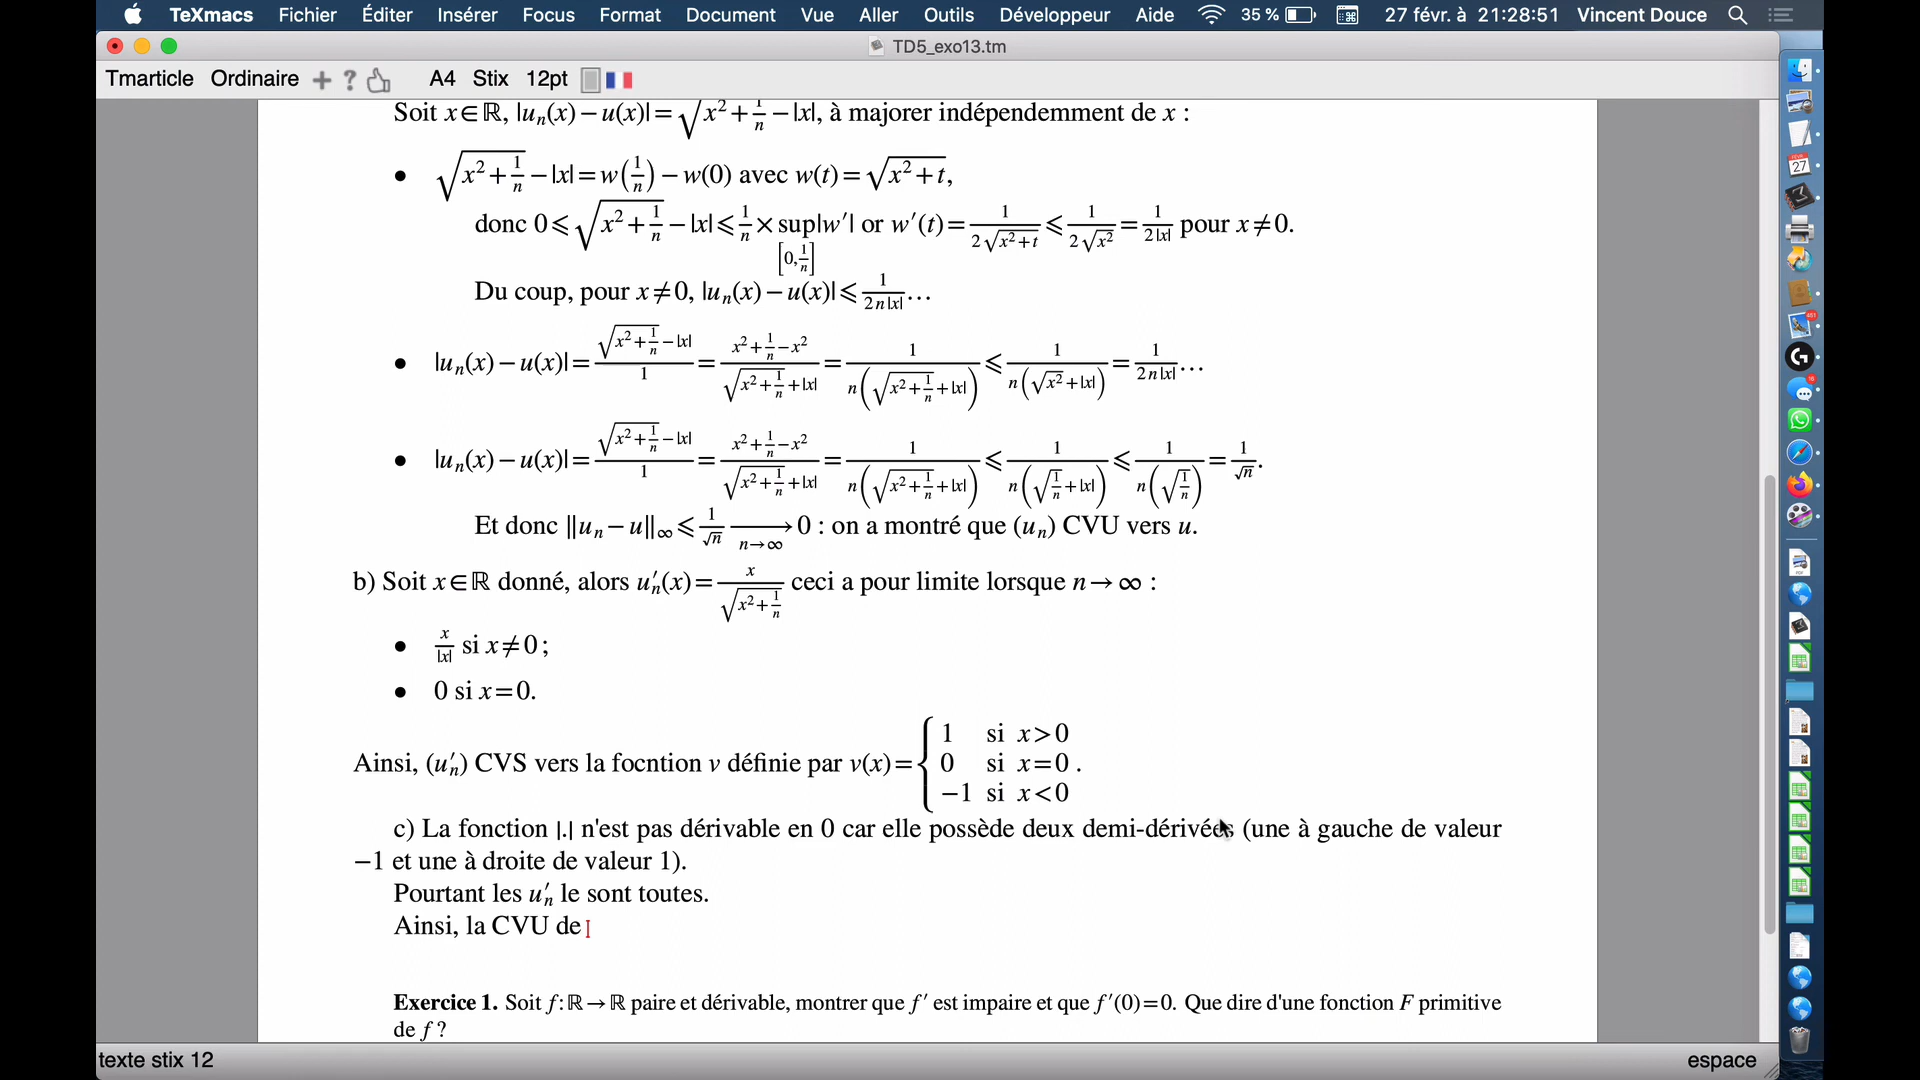 TeXmacs Fichier Éditer Insérer Focus Format Document Vue Aller Outils Développeur Aide 35 % 27 févr. à 21:28:51 Vincent Douce
TD5_exo13.tm
Tmarticle Ordinaire + ? A4 Stix 12pt
Soit x∈ℝ, |uₙ(x)−u(x)|=√(x²+1/n)−|x|, à majorer indépendemment de x :
• √(x²+1/n)−|x|=w(1/n)−w(0) avec w(t)=√(x²+t),
donc 0⩽√(x²+1/n)−|x|⩽1/n×sup|w′| or w′(t)=1/(2√(x²+t))⩽1/(2√(x²))=1/(2|x|) pour x≠0.
[0,1/n]
Du coup, pour x≠0, |uₙ(x)−u(x)|⩽1/(2n|x|)…
• |uₙ(x)−u(x)|=(√(x²+1/n)−|x|)/1=(x²+1/n−x²)/(√(x²+1/n)+|x|)=1/(n(√(x²+1/n)+|x|))⩽1/(n(√(x²)+|x|))=1/(2n|x|)…
• |uₙ(x)−u(x)|=(√(x²+1/n)−|x|)/1=(x²+1/n−x²)/(√(x²+1/n)+|x|)=1/(n(√(x²+1/n)+|x|))⩽1/(n(√(1/n)+|x|))⩽1/(n(√(1/n)))=1/√n.
Et donc ‖uₙ−u‖∞⩽1/√n ⟶(n→∞) 0 : on a montré que (uₙ) CVU vers u.
b) Soit x∈ℝ donné, alors u′ₙ(x)=x/√(x²+1/n) ceci a pour limite lorsque n→∞ :
• x/|x| si x≠0 ;
• 0 si x=0.
Ainsi, (u′ₙ) CVS vers la focntion v définie par v(x)={ 1 si x>0
0 si x=0 .
−1 si x<0
c) La fonction |.| n'est pas dérivable en 0 car elle possède deux demi-dérivées (une à gauche de valeur
−1 et une à droite de valeur 1).
Pourtant les u′ₙ le sont toutes.
Ainsi, la CVU de
Exercice 1. Soit f:ℝ→ℝ paire et dérivable, montrer que f′ est impaire et que f′(0)=0. Que dire d'une fonction F primitive
de f ?
texte stix 12 espace